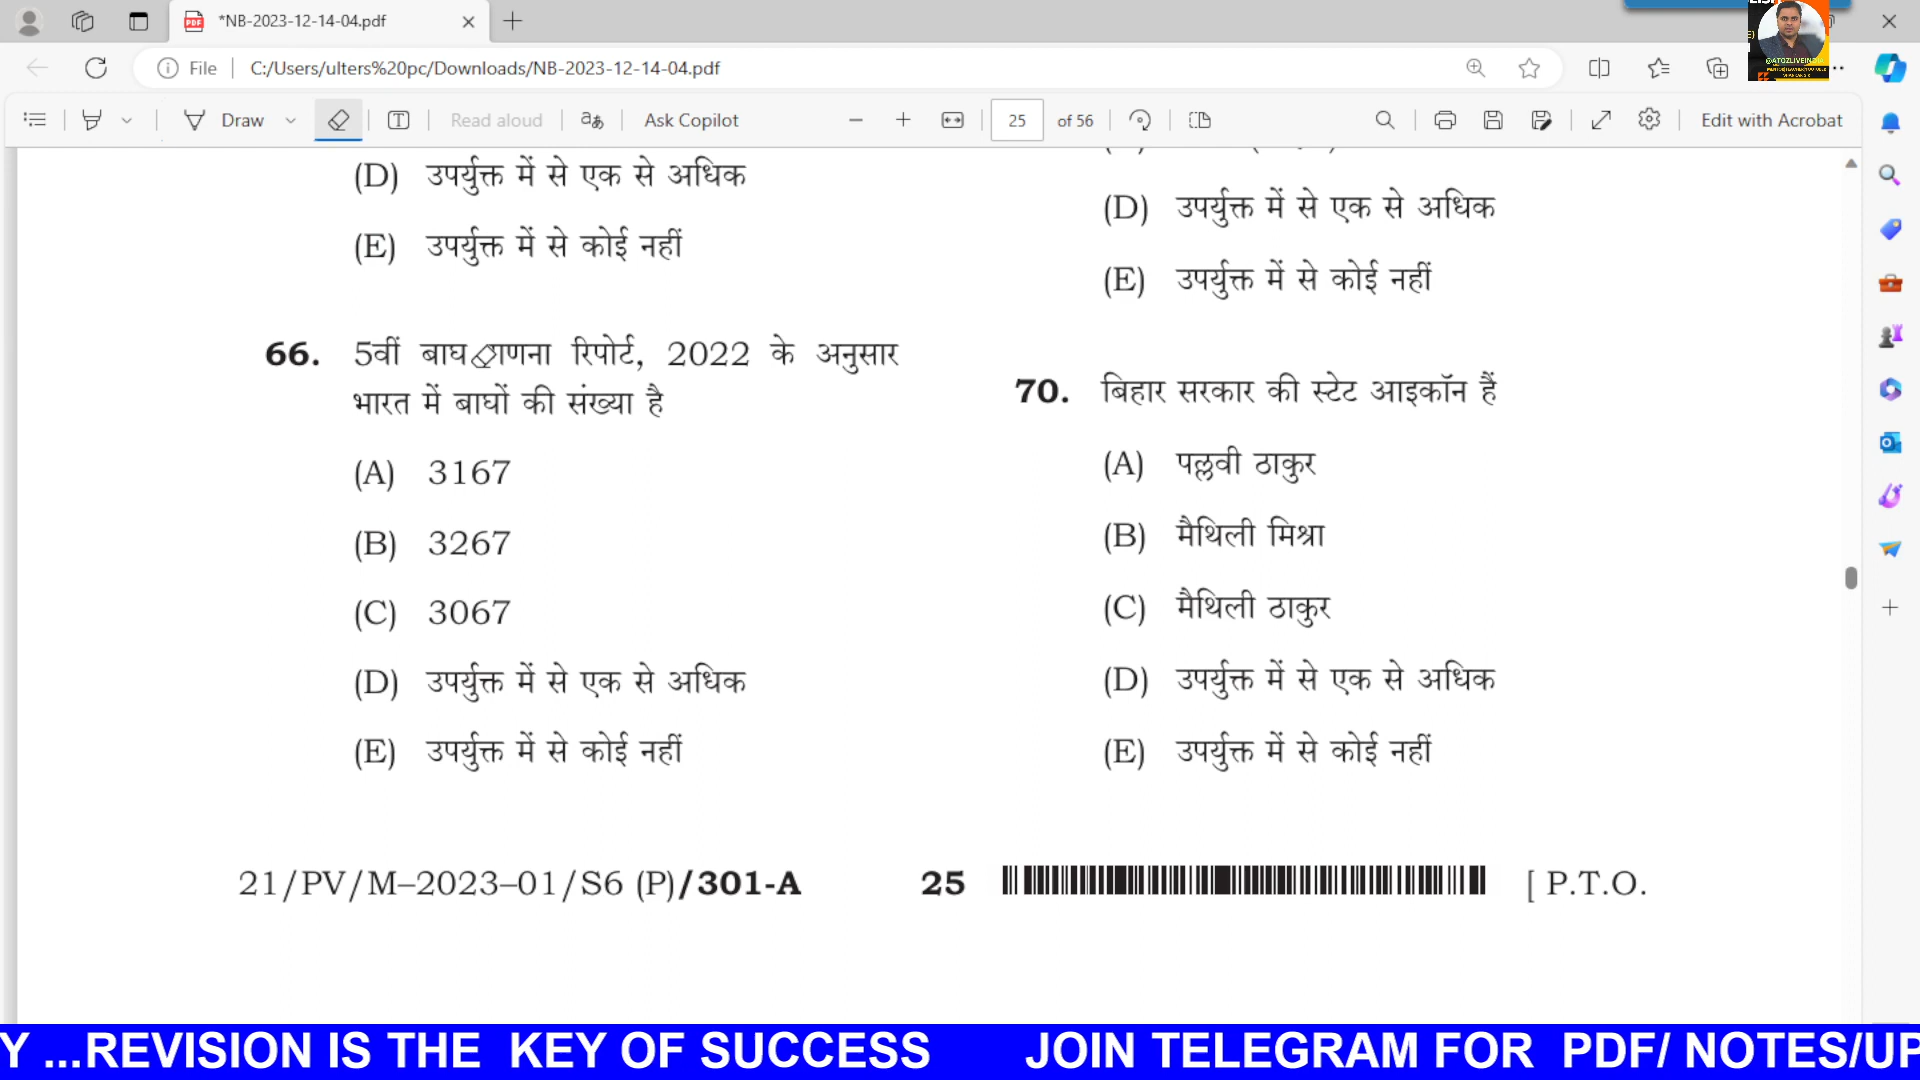 *NB-2023-12-14-04.pdf
File
C:/Users/ulters%20pc/Downloads/NB-2023-12-14-04.pdf
Draw
Read aloud
Ask Copilot
25
of 56
Edit with Acrobat
(D) उपर्युक्त में से एक से अधिक
(E) उपर्युक्त में से कोई नहीं
66. 5वीं बाघ गणना रिपोर्ट, 2022 के अनुसार
भारत में बाघों की संख्या है
(A) 3167
(B) 3267
(C) 3067
(D) उपर्युक्त में से एक से अधिक
(E) उपर्युक्त में से कोई नहीं
(D) उपर्युक्त में से एक से अधिक
(E) उपर्युक्त में से कोई नहीं
70. बिहार सरकार की स्टेट आइकॉन हैं
(A) पल्लवी ठाकुर
(B) मैथिली मिश्रा
(C) मैथिली ठाकुर
(D) उपर्युक्त में से एक से अधिक
(E) उपर्युक्त में से कोई नहीं
21/PV/M–2023–01/S6 (P)/301-A
25
[ P.T.O.
@ATOZLIVEINDIA
Y ...REVISION IS THE KEY OF SUCCESS JOIN TELEGRAM FOR PDF/ NOTES/UP